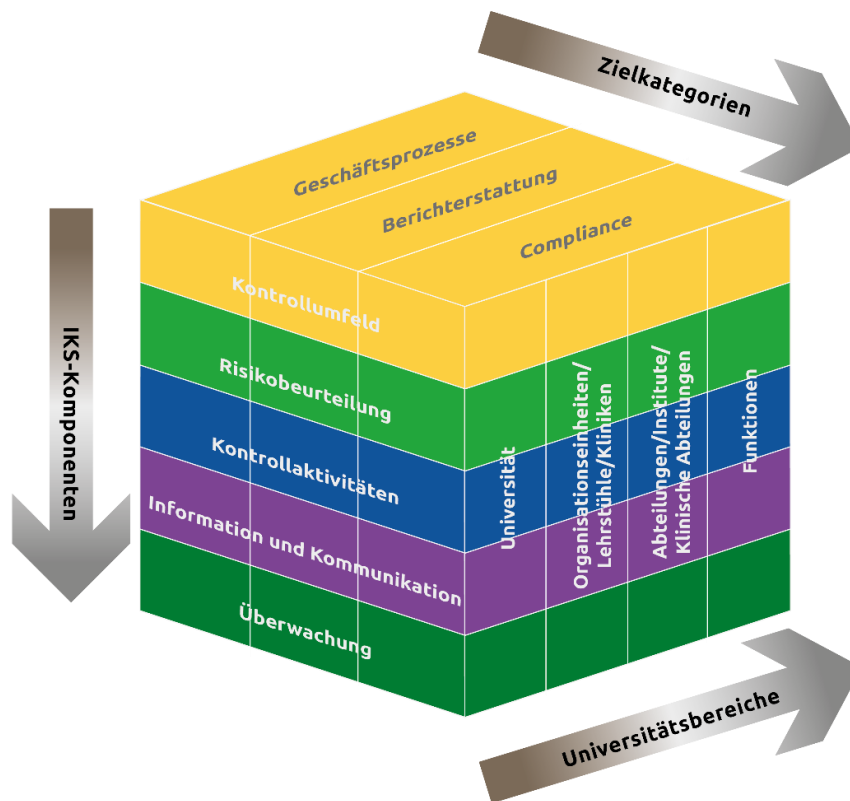 Zielkategorien
Geschäftsprozesse
Berichterstattung
Compliance
IKS-Komponenten
Kontrollumfeld
Risikobeurteilung
Kontrollaktivitäten
Information und Kommunikation
Überwachung
Universität
Organisationseinheiten/
Lehrstühle/Kliniken
Abteilungen/Institute/
Klinische Abteilungen
Funktionen
Universitätsbereiche